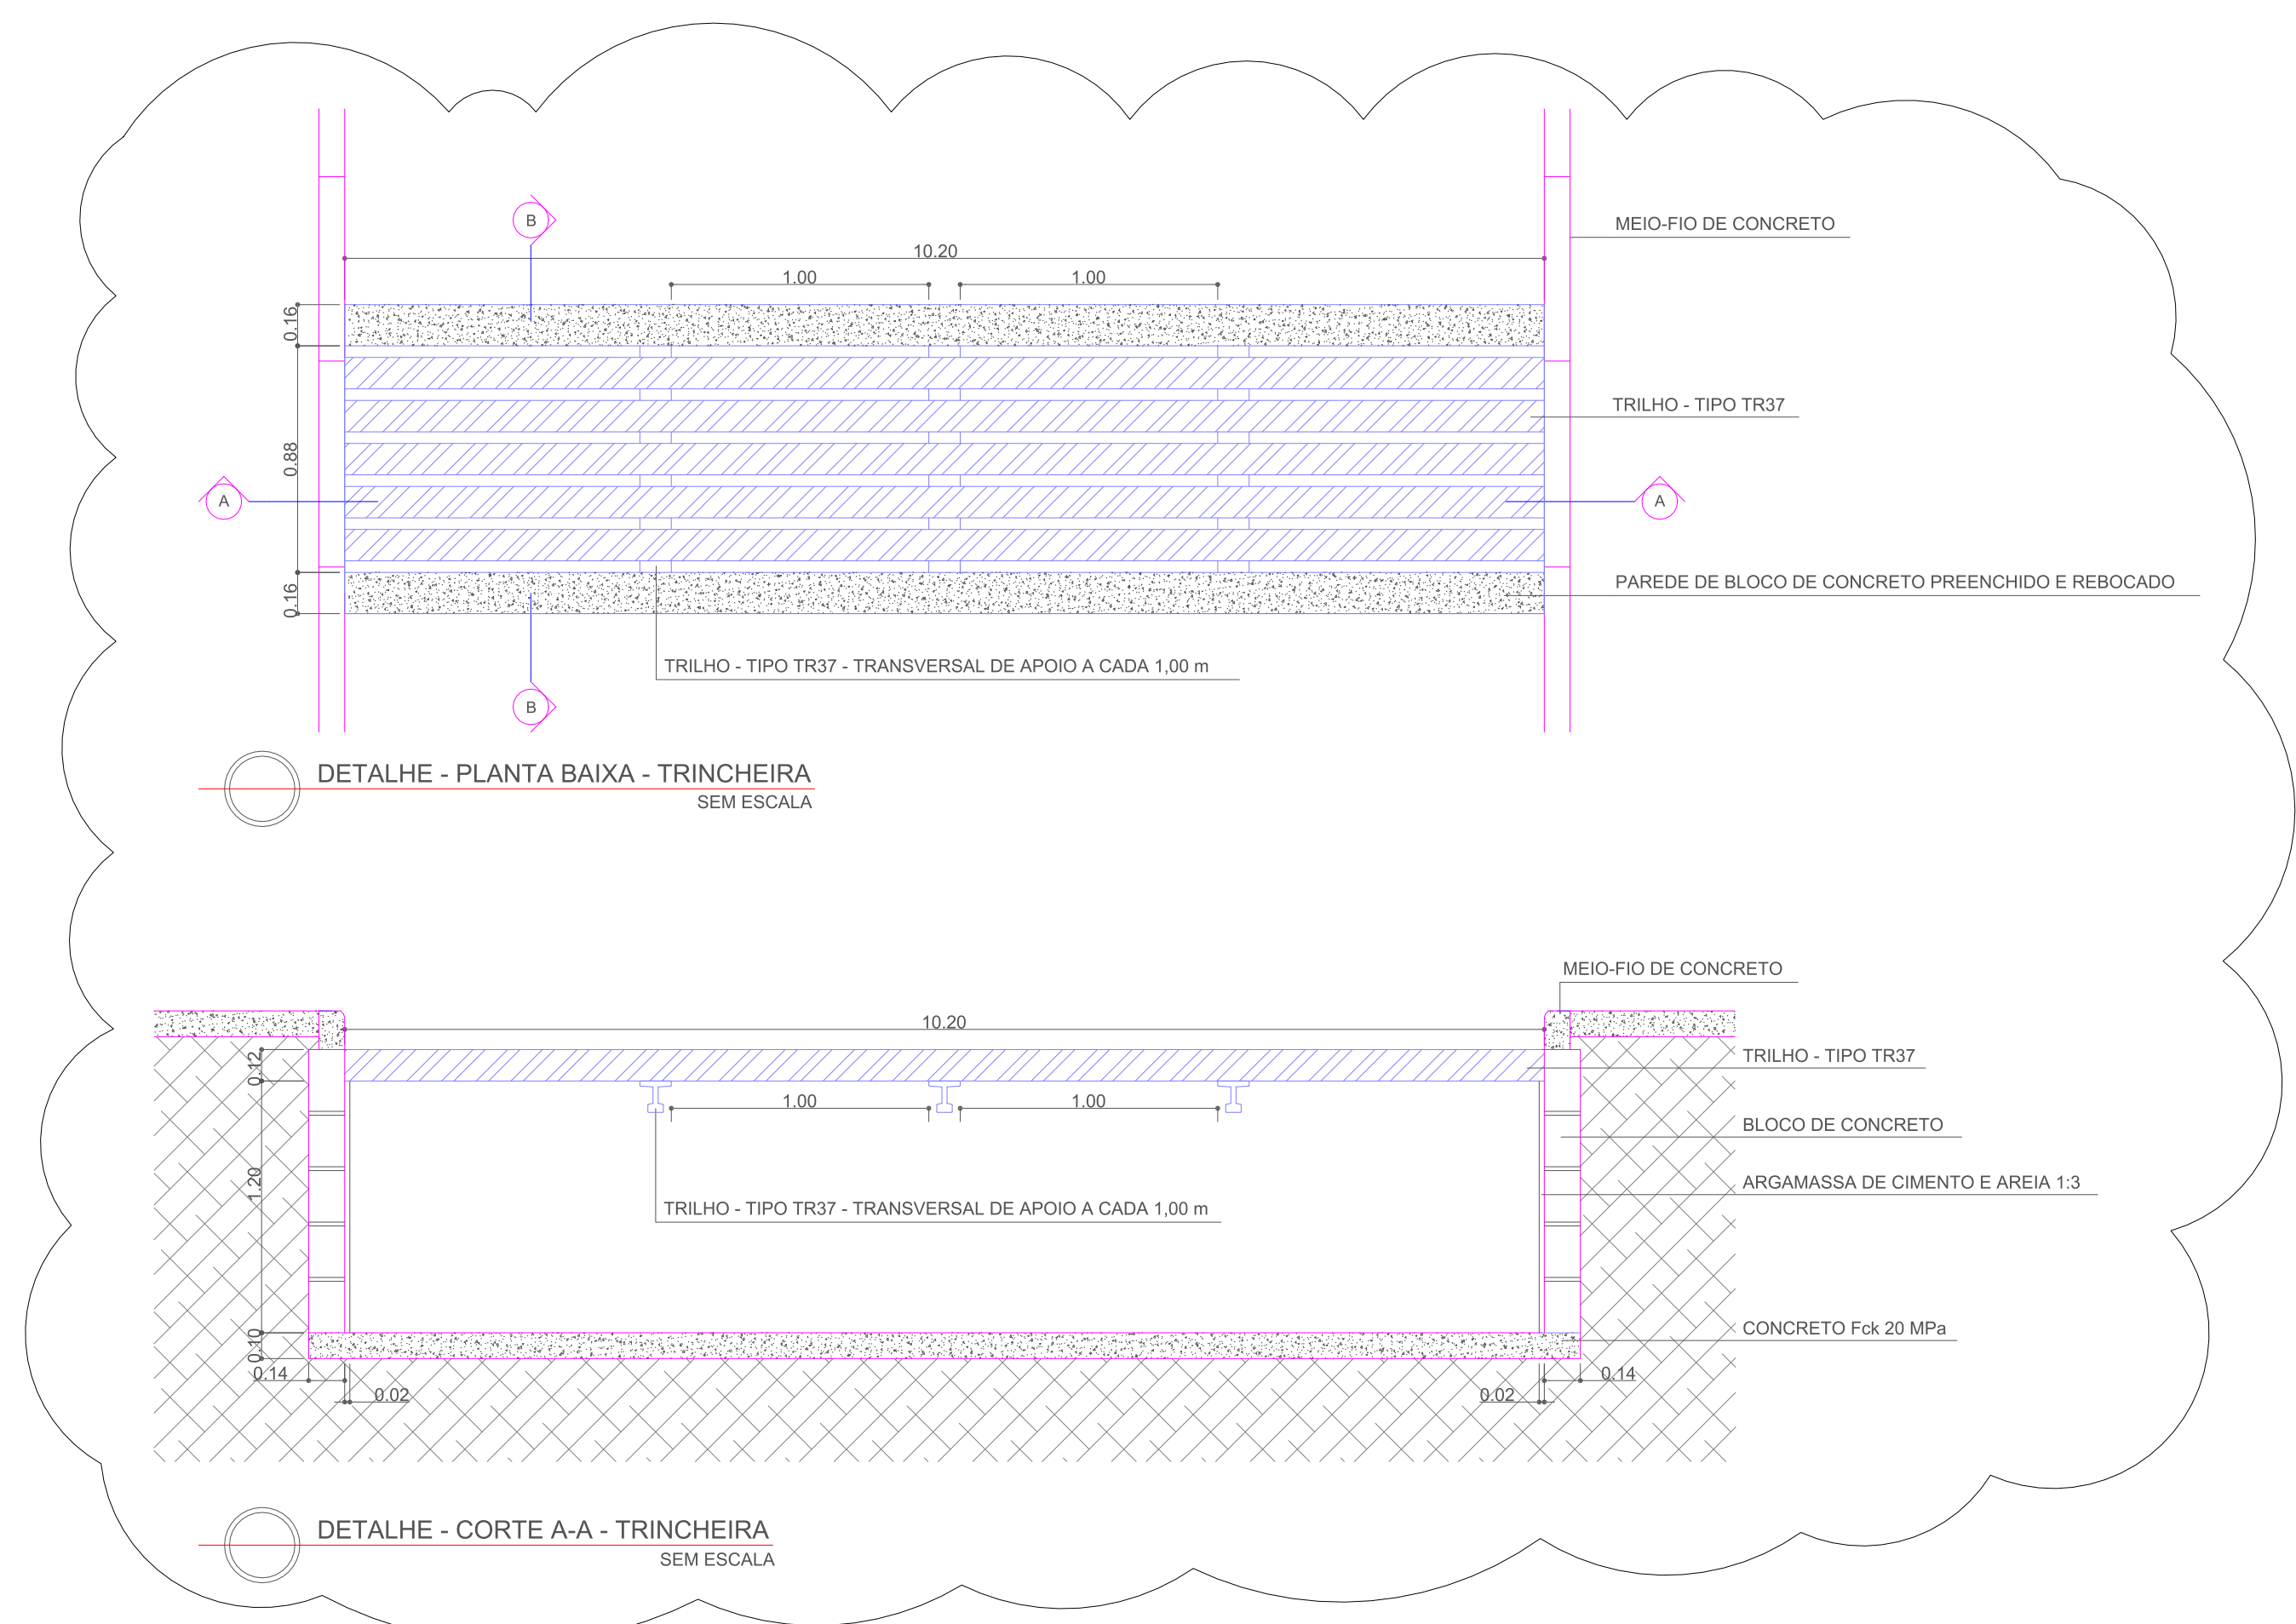 B
MEIO-FIO DE CONCRETO
10.20
1.00
1.00
0.16
TRILHO - TIPO TR37
0.88
A
A
PAREDE DE BLOCO DE CONCRETO PREENCHIDO E REBOCADO
0.16
TRILHO - TIPO TR37 - TRANSVERSAL DE APOIO A CADA 1,00 m
B
DETALHE - PLANTA BAIXA - TRINCHEIRA
SEM ESCALA
MEIO-FIO DE CONCRETO
10.20
0.12
TRILHO - TIPO TR37
1.00
1.00
BLOCO DE CONCRETO
1.20
ARGAMASSA DE CIMENTO E AREIA 1:3
TRILHO - TIPO TR37 - TRANSVERSAL DE APOIO A CADA 1,00 m
0.10
CONCRETO Fck 20 MPa
0.14
0.14
0.02
0.02
DETALHE - CORTE A-A - TRINCHEIRA
SEM ESCALA